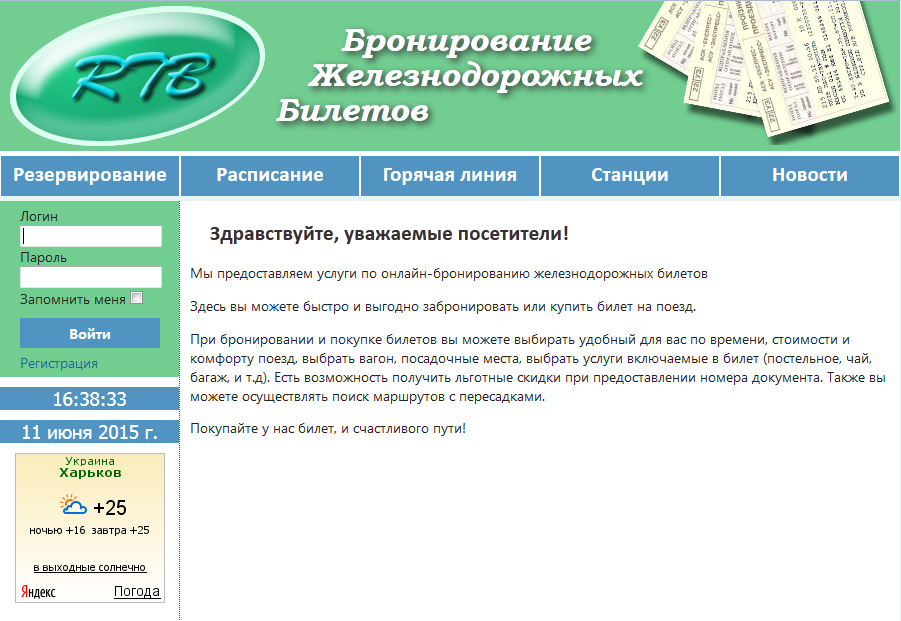 RTB
Бронирование
Железнодорожных
Билетов
Резервирование
Расписание
Горячая линия
Станции
Новости
Логин
Пароль
Запомнить меня
Войти
Регистрация
16:38:33
11 июня 2015 г.
Украина
Харьков
+25
ночью +16 завтра +25
в выходные солнечно
Яндекс
Погода
Здравствуйте, уважаемые посетители!
Мы предоставляем услуги по онлайн-бронированию железнодорожных билетов
Здесь вы можете быстро и выгодно забронировать или купить билет на поезд.
При бронировании и покупке билетов вы можете выбирать удобный для вас по времени, стоимости и
комфорту поезд, выбрать вагон, посадочные места, выбрать услуги включаемые в билет (постельное, чай,
багаж, и т.д). Есть возможность получить льготные скидки при предоставлении номера документа. Также вы
можете осуществлять поиск маршрутов с пересадками.
Покупайте у нас билет, и счастливого пути!